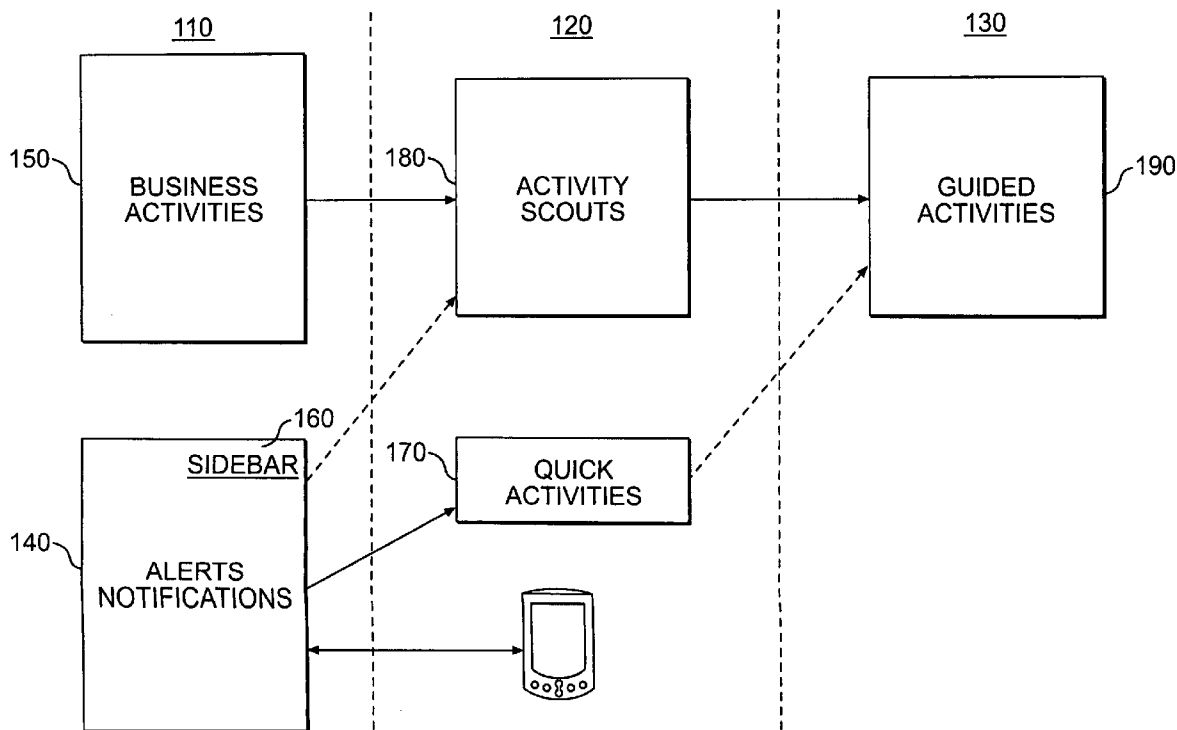 110
120
130
150
BUSINESS
ACTIVITIES
180
ACTIVITY
SCOUTS
GUIDED
ACTIVITIES
190
160
SIDEBAR
170
QUICK
ACTIVITIES
140
ALERTS
NOTIFICATIONS